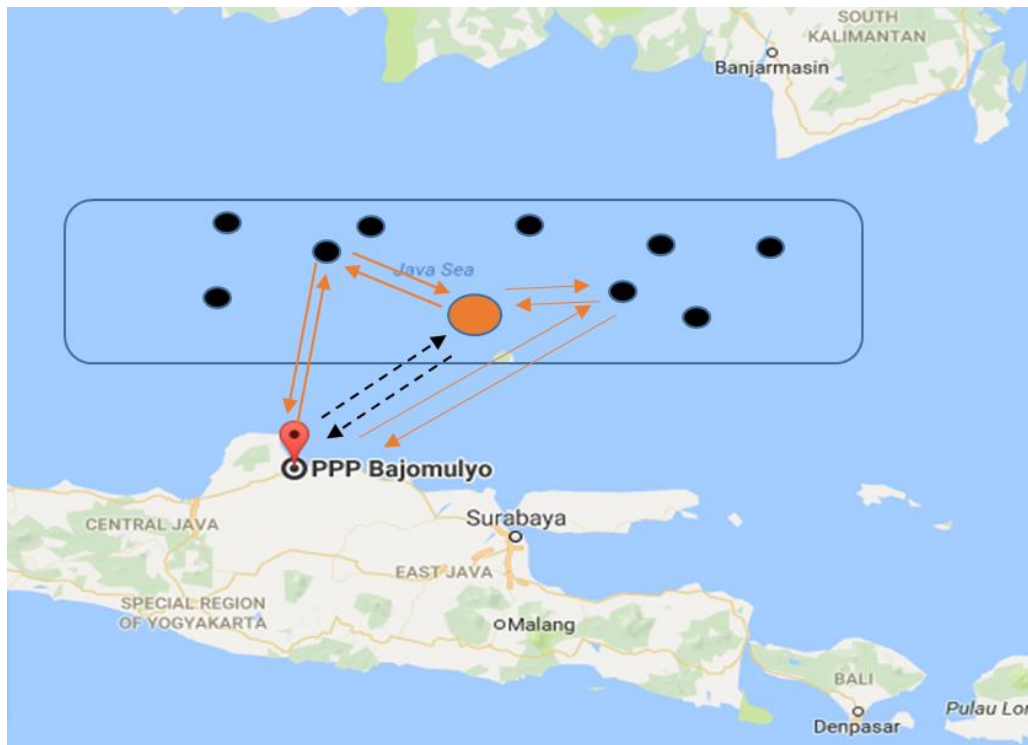 SOUTH
KALIMANTAN
Banjarmasin
Java Sea
PPP Bajomulyo
CENTRAL JAVA
Surabaya
EAST JAVA
SPECIAL REGION
OF YOGYAKARTA
Malang
BALI
Pulau Lon
Denpasar